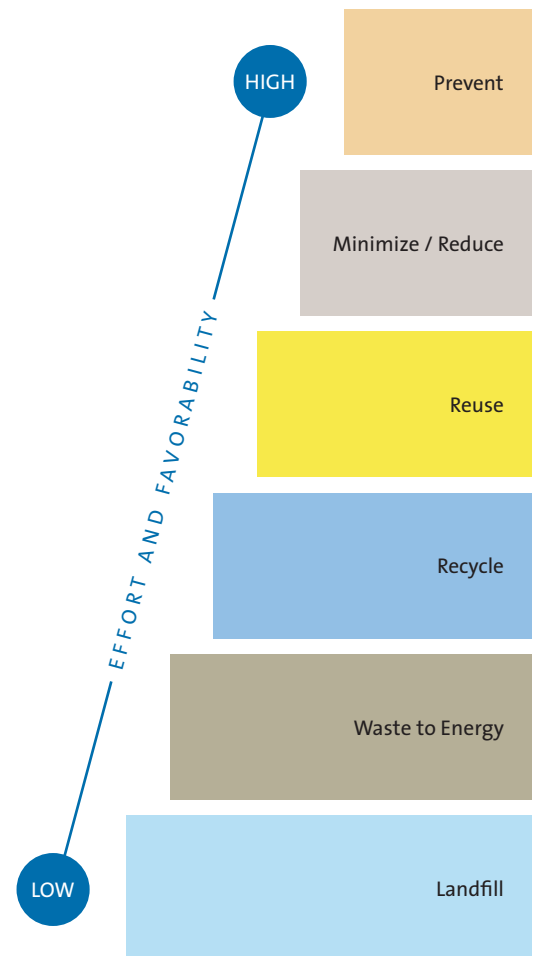 HIGH
Prevent
Minimize / Reduce
Reuse
EFFORT AND FAVORABILITY
Recycle
Waste to Energy
LOW
Landfill